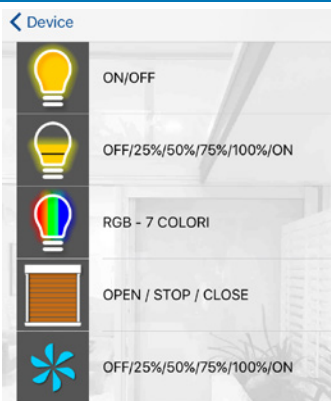 Device
ON/OFF
OFF/25%/50%/75%/100%/ON
RGB - 7 COLORI
OPEN / STOP / CLOSE
OFF/25%/50%/75%/100%/ON